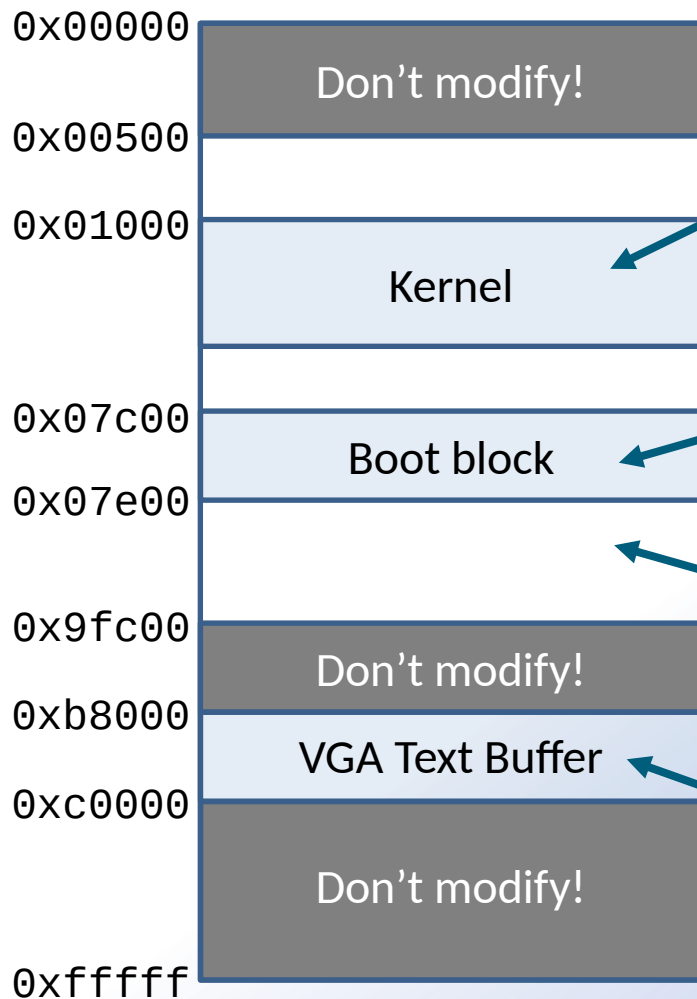 0x00000
Don’t modify!
0x00500
0x01000
Kernel
0x07c00
Boot block
0x07e00
0x9fc00
Don’t modify!
0xb8000
VGA Text Buffer
0xc0000
Don’t modify!
0xfffff